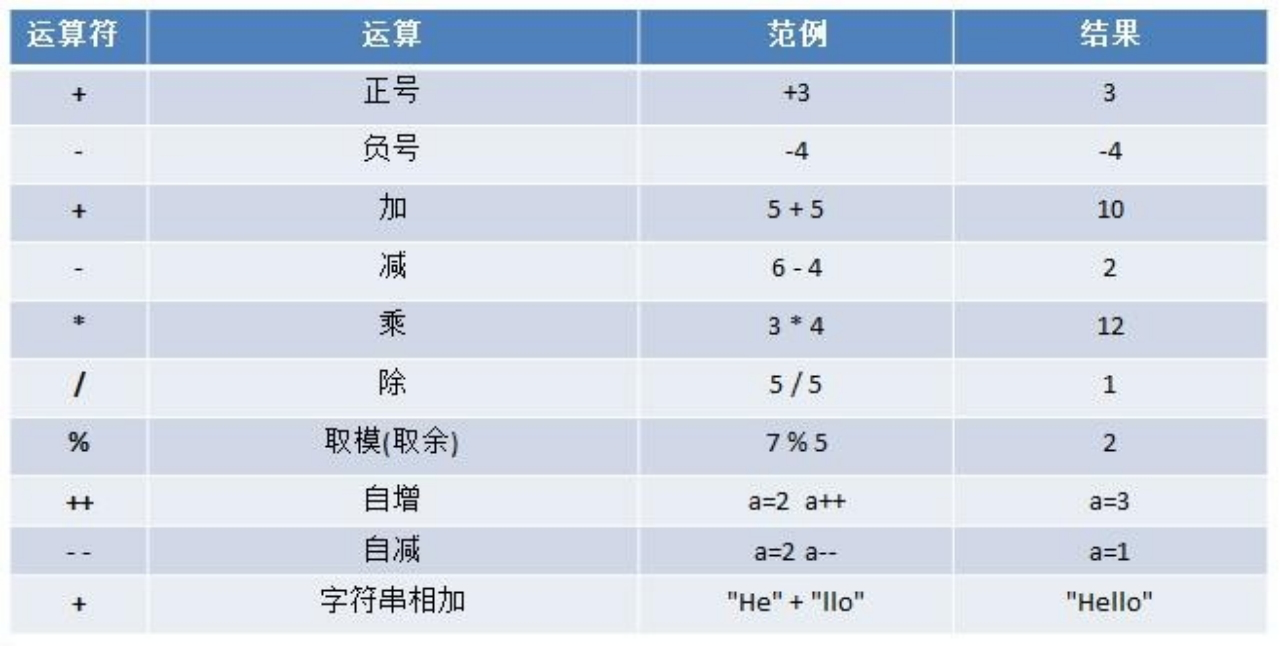 运算符 运算 范例 结果
+ 正号 +3 3
- 负号 -4 -4
+ 加 5 + 5 10
- 减 6 - 4 2
* 乘 3 * 4 12
/ 除 5 / 5 1
% 取模(取余) 7 % 5 2
++ 自增 a=2 a++ a=3
- - 自减 a=2 a-- a=1
+ 字符串相加 "He" + "llo" "Hello"